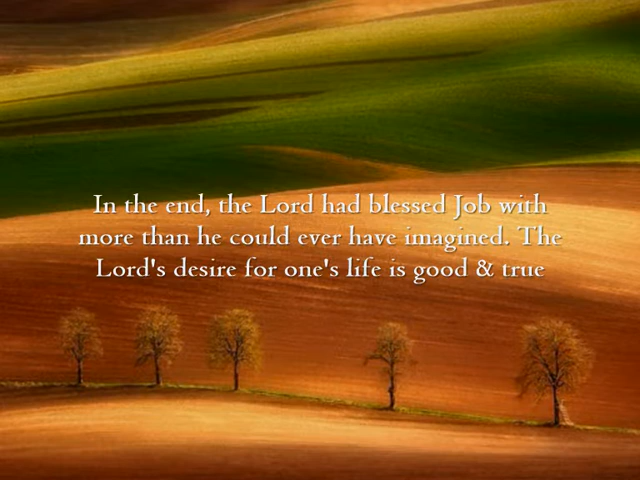 In the end, the Lord had blessed Job with
more than he could ever have imagined. The
Lord's desire for one's life is good & true